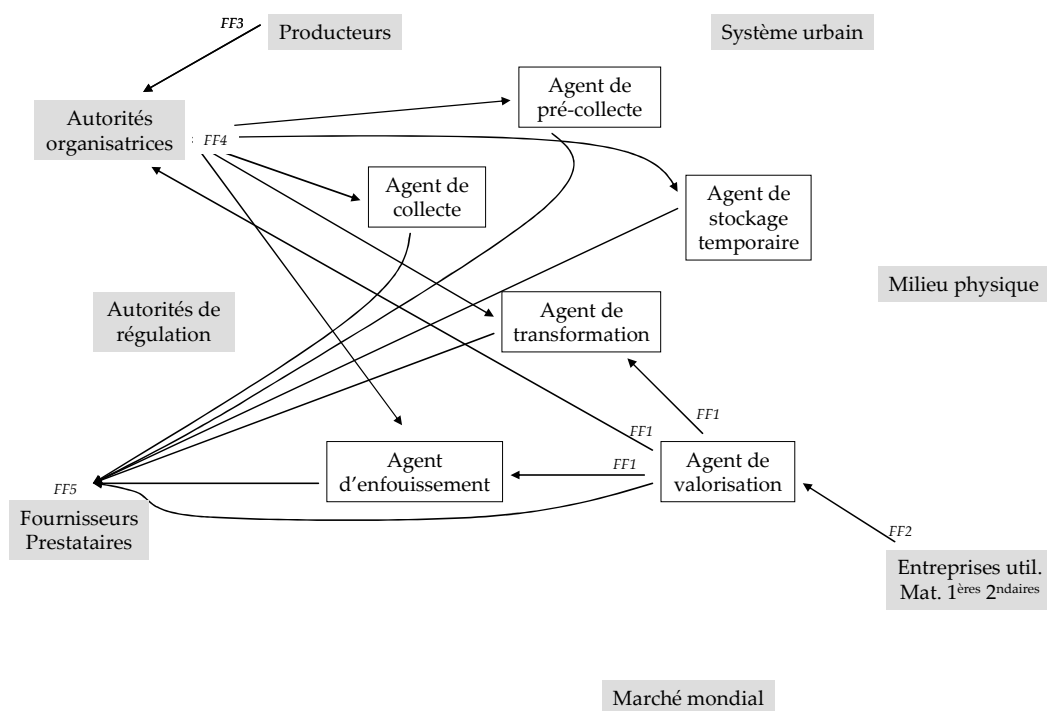 FF3
Producteurs
Système urbain
Agent de
pré-collecte
Autorités
organisatrices
FF4
Agent de
collecte
Agent de
stockage
temporaire
Milieu physique
Autorités de
régulation
Agent de
transformation
FF1
FF1
FF1
Agent
d'enfouissement
Agent de
valorisation
FF5
Fournisseurs
Prestataires
FF2
Entreprises util.
Mat. 1ères 2ndaires
Marché mondial